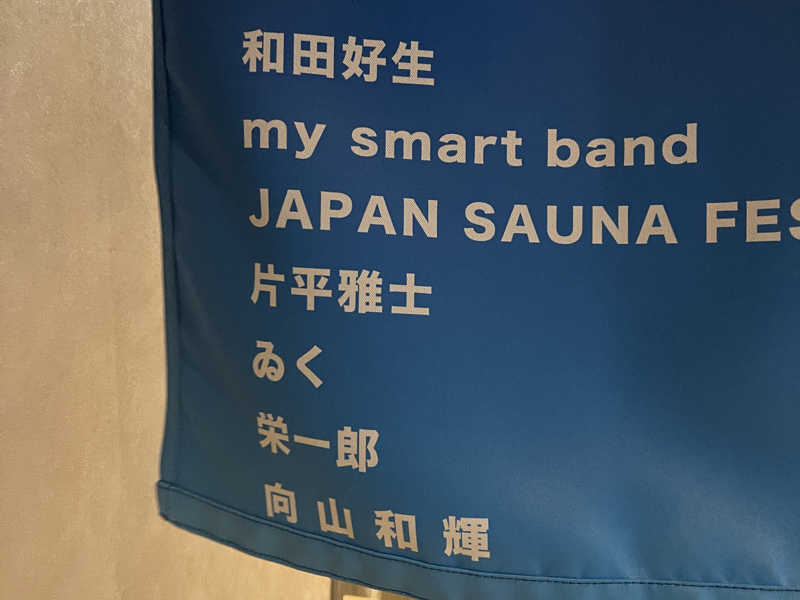 和田好生
my smart band
JAPAN SAUNA FES
片平雅士
ゐく
栄一郎
向山和輝